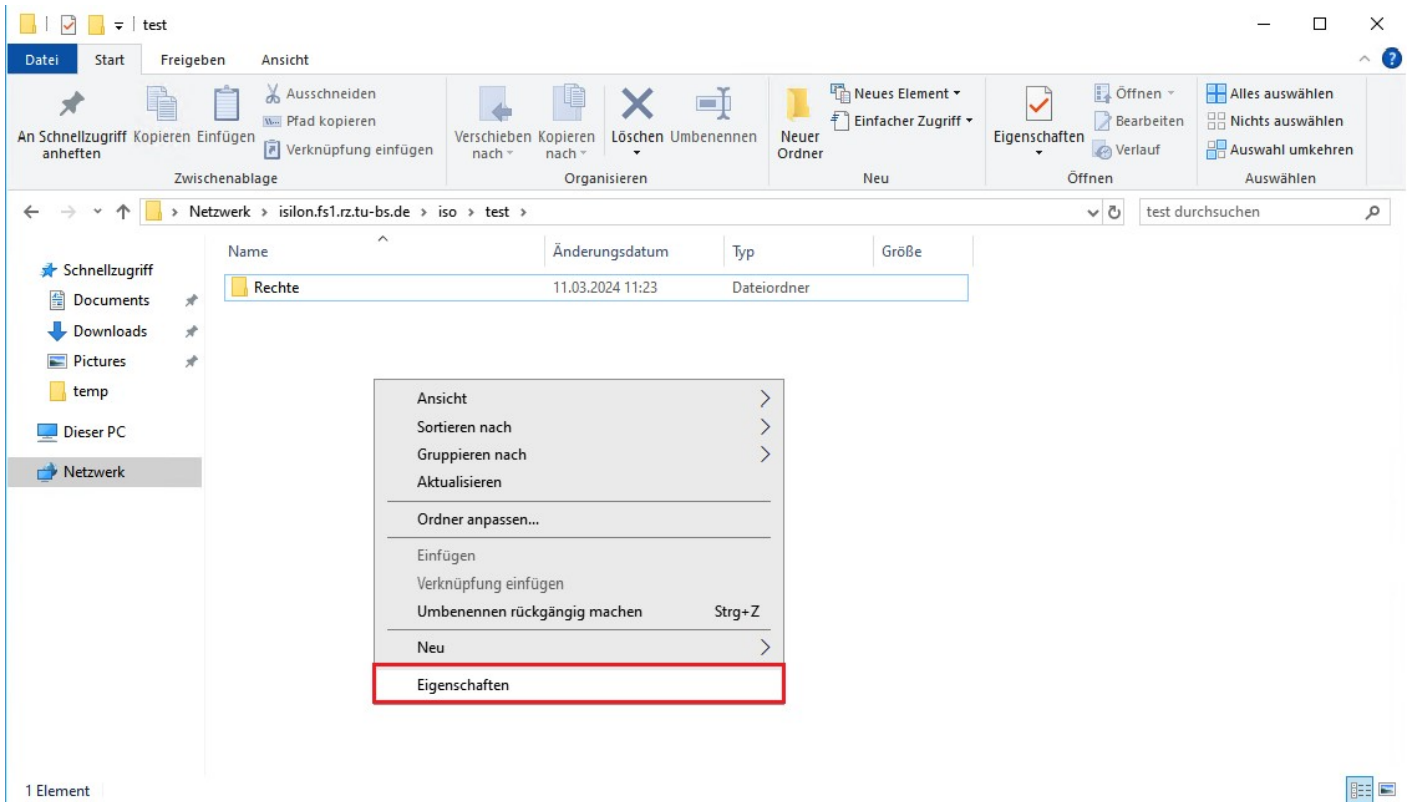 test
Datei Start Freigeben Ansicht
An Schnellzugriff anheften
Kopieren
Einfügen
Ausschneiden
Pfad kopieren
Verknüpfung einfügen
Zwischenablage
Verschieben nach
Kopieren nach
Löschen
Umbenennen
Organisieren
Neuer Ordner
Neues Element
Einfacher Zugriff
Neu
Eigenschaften
Öffnen
Bearbeiten
Verlauf
Öffnen
Alles auswählen
Nichts auswählen
Auswahl umkehren
Auswählen
Netzwerk > isilon.fs1.rz.tu-bs.de > iso > test >
test durchsuchen
Schnellzugriff
Documents
Downloads
Pictures
temp
Dieser PC
Netzwerk
Name Änderungsdatum Typ Größe
Rechte 11.03.2024 11:23 Dateiordner
Ansicht
Sortieren nach
Gruppieren nach
Aktualisieren
Ordner anpassen...
Einfügen
Verknüpfung einfügen
Umbenennen rückgängig machen Strg+Z
Neu
Eigenschaften
1 Element